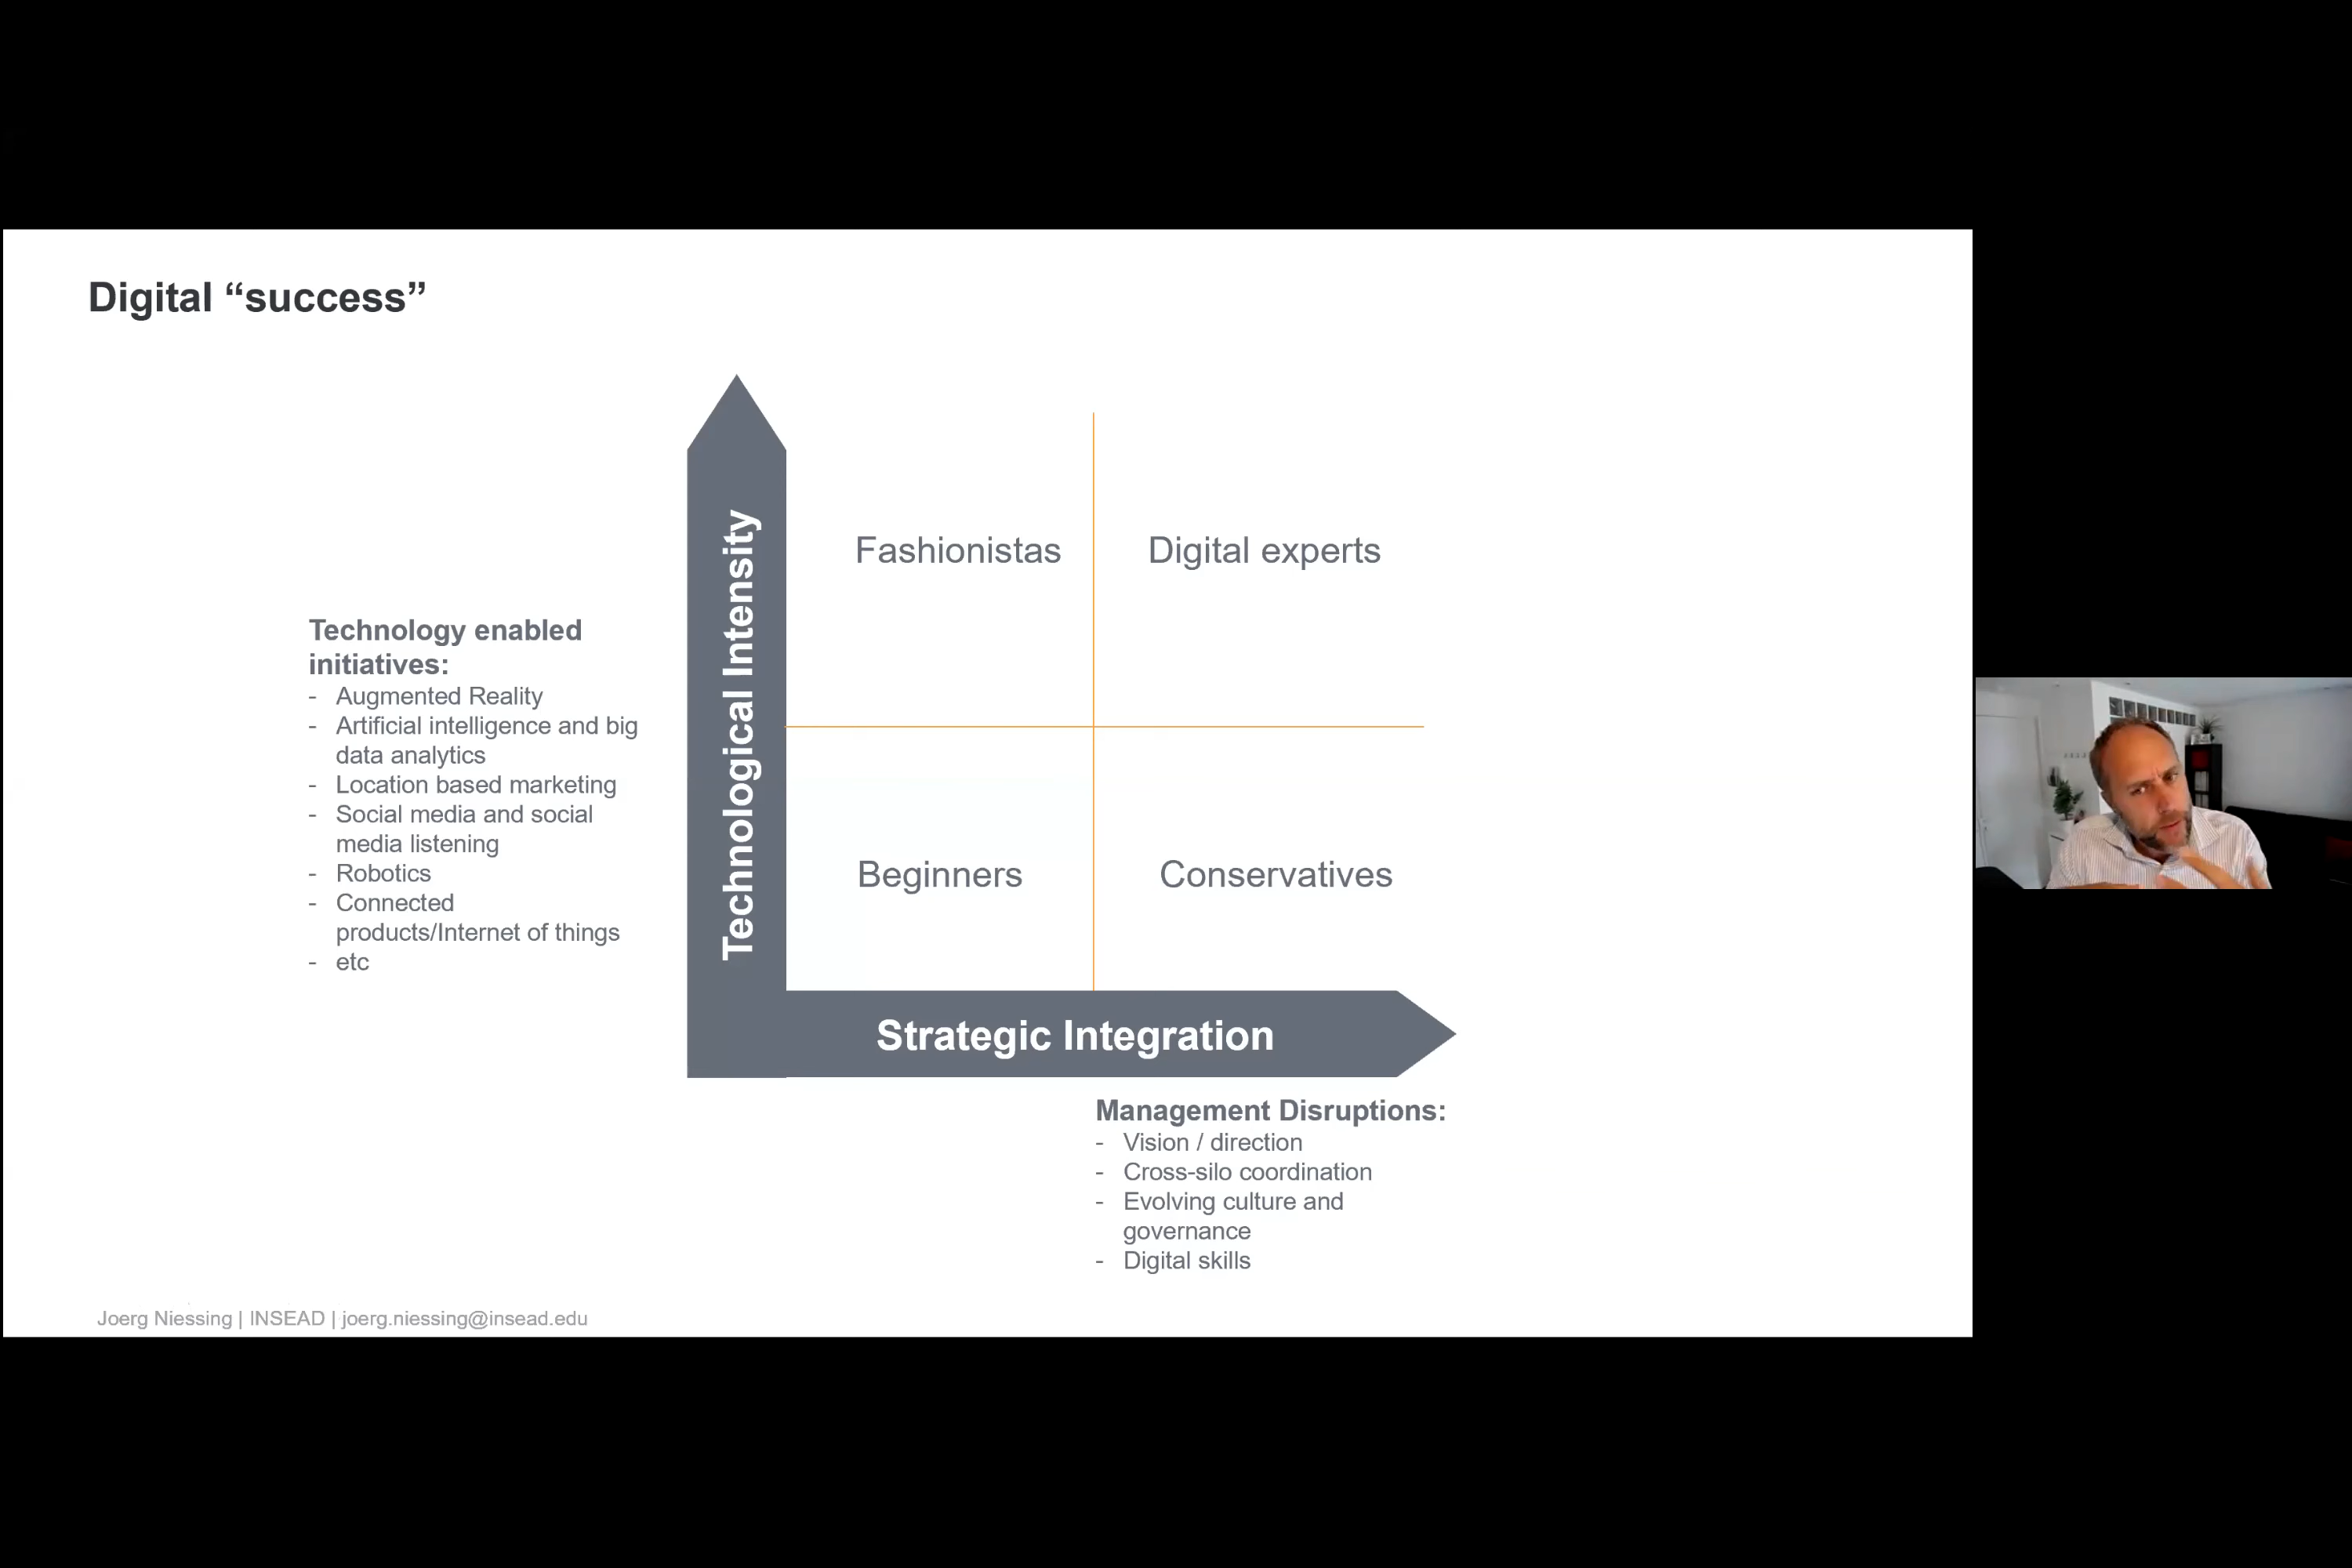 Digital “success”
Technological Intensity
Fashionistas
Digital experts
Technology enabled
initiatives:
- Augmented Reality
- Artificial intelligence and big
data analytics
- Location based marketing
- Social media and social
media listening
- Robotics
- Connected
products/Internet of things
- etc
Beginners
Conservatives
Strategic Integration
Management Disruptions:
- Vision / direction
- Cross-silo coordination
- Evolving culture and
governance
- Digital skills
Joerg Niessing | INSEAD | joerg.niessing@insead.edu